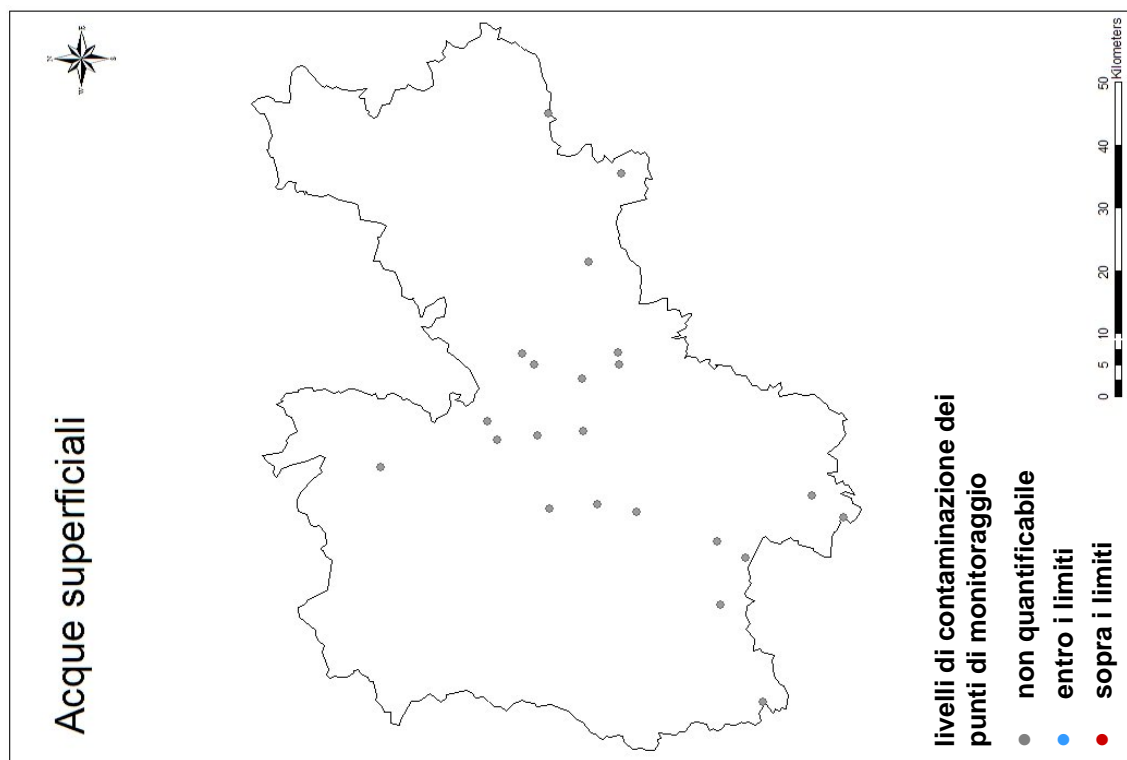 Acque superficiali
N
W
E
S
livelli di contaminazione dei
punti di monitoraggio
non quantificabile
entro i limiti
sopra i limiti
0 5 10 20 30 40 50
Kilometers